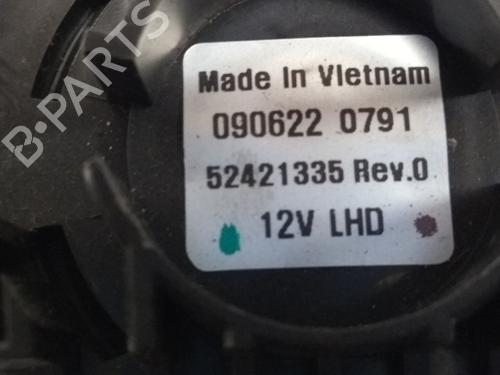 B-PARTS
Made In Vietnam
090622 0791
52421335 Rev.0
12V LHD